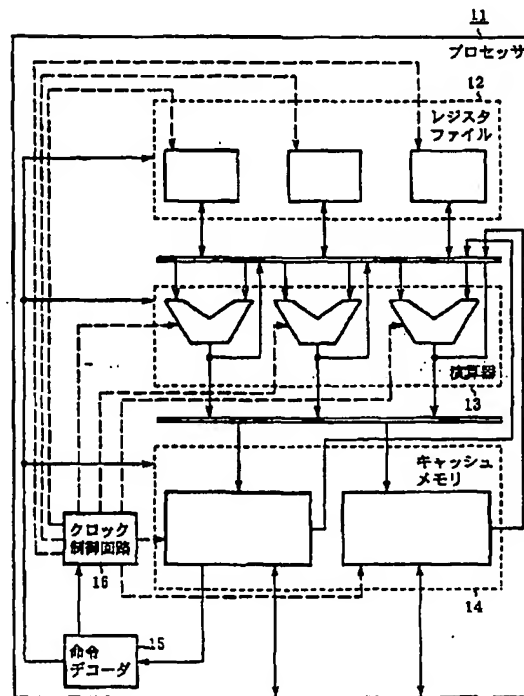 11
プロセッサ
12
レジスタ
ファイル
演算器
13
キャッシュ
メモリ
クロック
制御回路
16
14
15
命令
デコーダ